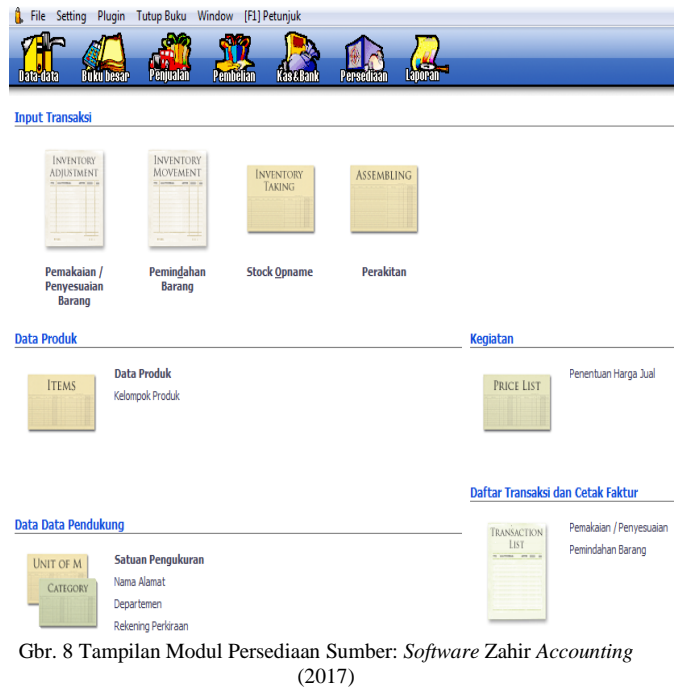 File Setting Plugin Tutup Buku Window [F1] Petunjuk
Data-data Buku besar Penjualan Pembelian Kas & Bank Persediaan Laporan
Input Transaksi
INVENTORY
ADJUSTMENT
INVENTORY
MOVEMENT
INVENTORY
TAKING
ASSEMBLING
Pemakaian /
Penyesuaian
Barang
Pemindahan
Barang
Stock Opname
Perakitan
Data Produk
ITEMS
Data Produk
Kelompok Produk
Kegiatan
PRICE LIST
Penentuan Harga Jual
Data Data Pendukung
UNIT OF M
CATEGORY
Satuan Pengukuran
Nama Alamat
Departemen
Rekening Perkiraan
Daftar Transaksi dan Cetak Faktur
TRANSACTION
LIST
Pemakaian / Penyesuaian
Pemindahan Barang
Gbr. 8 Tampilan Modul Persediaan Sumber: Software Zahir Accounting
(2017)